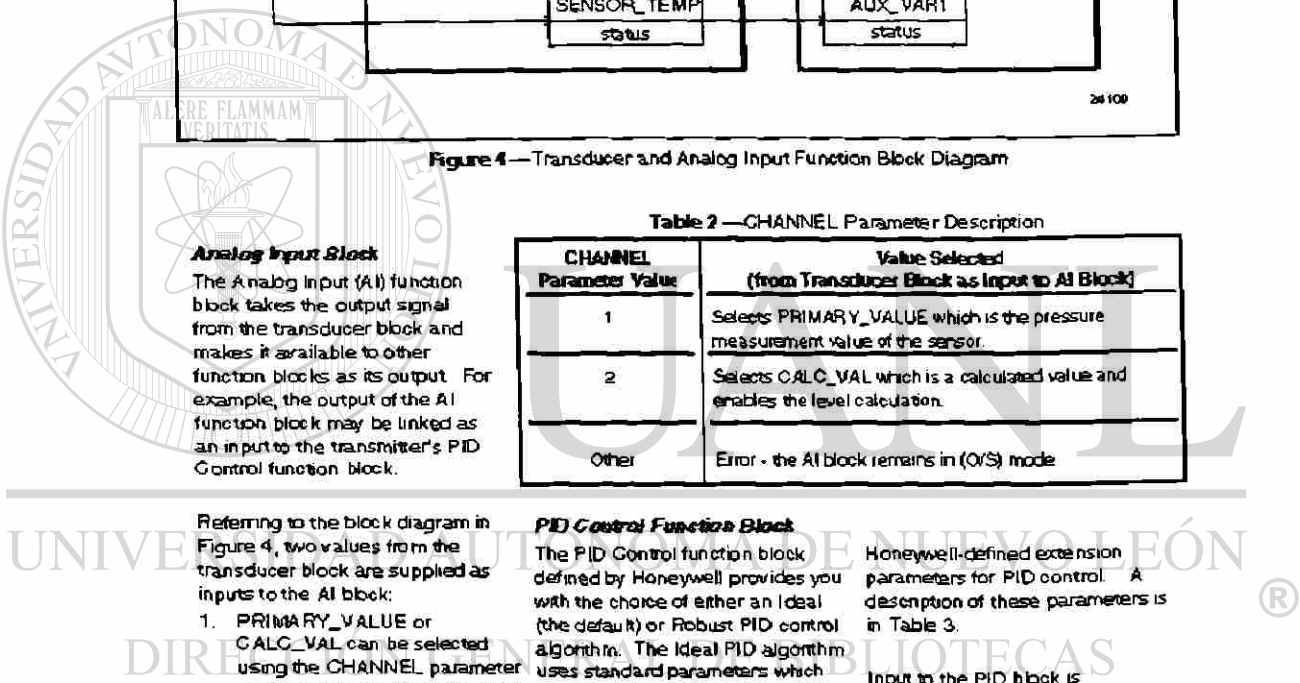 SENSOR_TEMP
status
AUX_VAR1
status
24100
Figure 4—Transducer and Analog Input Function Block Diagram
Analog Input Block
The Analog Input (AI) function
block takes the output signal
from the transducer block and
makes it available to other
function blocks as its output. For
example, the output of the AI
function block may be linked as
an input to the transmitter's PID
Control function block.
Table 2—CHANNEL Parameter Description
CHANNEL
Parameter Value
Value Selected
(from Transducer Block as Input to AI Block)
1
Selects PRIMARY_VALUE which is the pressure
measurement value of the sensor.
2
Selects CALC_VAL which is a calculated value and
enables the level calculation.
Other
Error - the AI block remains in (O/S) mode
Referring to the block diagram in
Figure 4, two values from the
transducer block are supplied as
inputs to the AI block:
1. PRIMARY_VALUE or
CALC_VAL can be selected
using the CHANNEL parameter
PID Control Function Block
The PID Control function block
defined by Honeywell provides you
with the choice of either an Ideal
(the default) or Robust PID control
algorithm. The Ideal PID algorithm
uses standard parameters which
Honeywell-defined extension
parameters for PID control. A
description of these parameters is
in Table 3.
Input to the PID block is
UNIVERSIDAD AUTONOMA DE NUEVO LEÓN
ALERE FLAMMAM
VERITATIS
UANL
UNIVERSIDAD AUTÓNOMA DE NUEVO LEÓN
®
DIRECCIÓN GENERAL DE BIBLIOTECAS